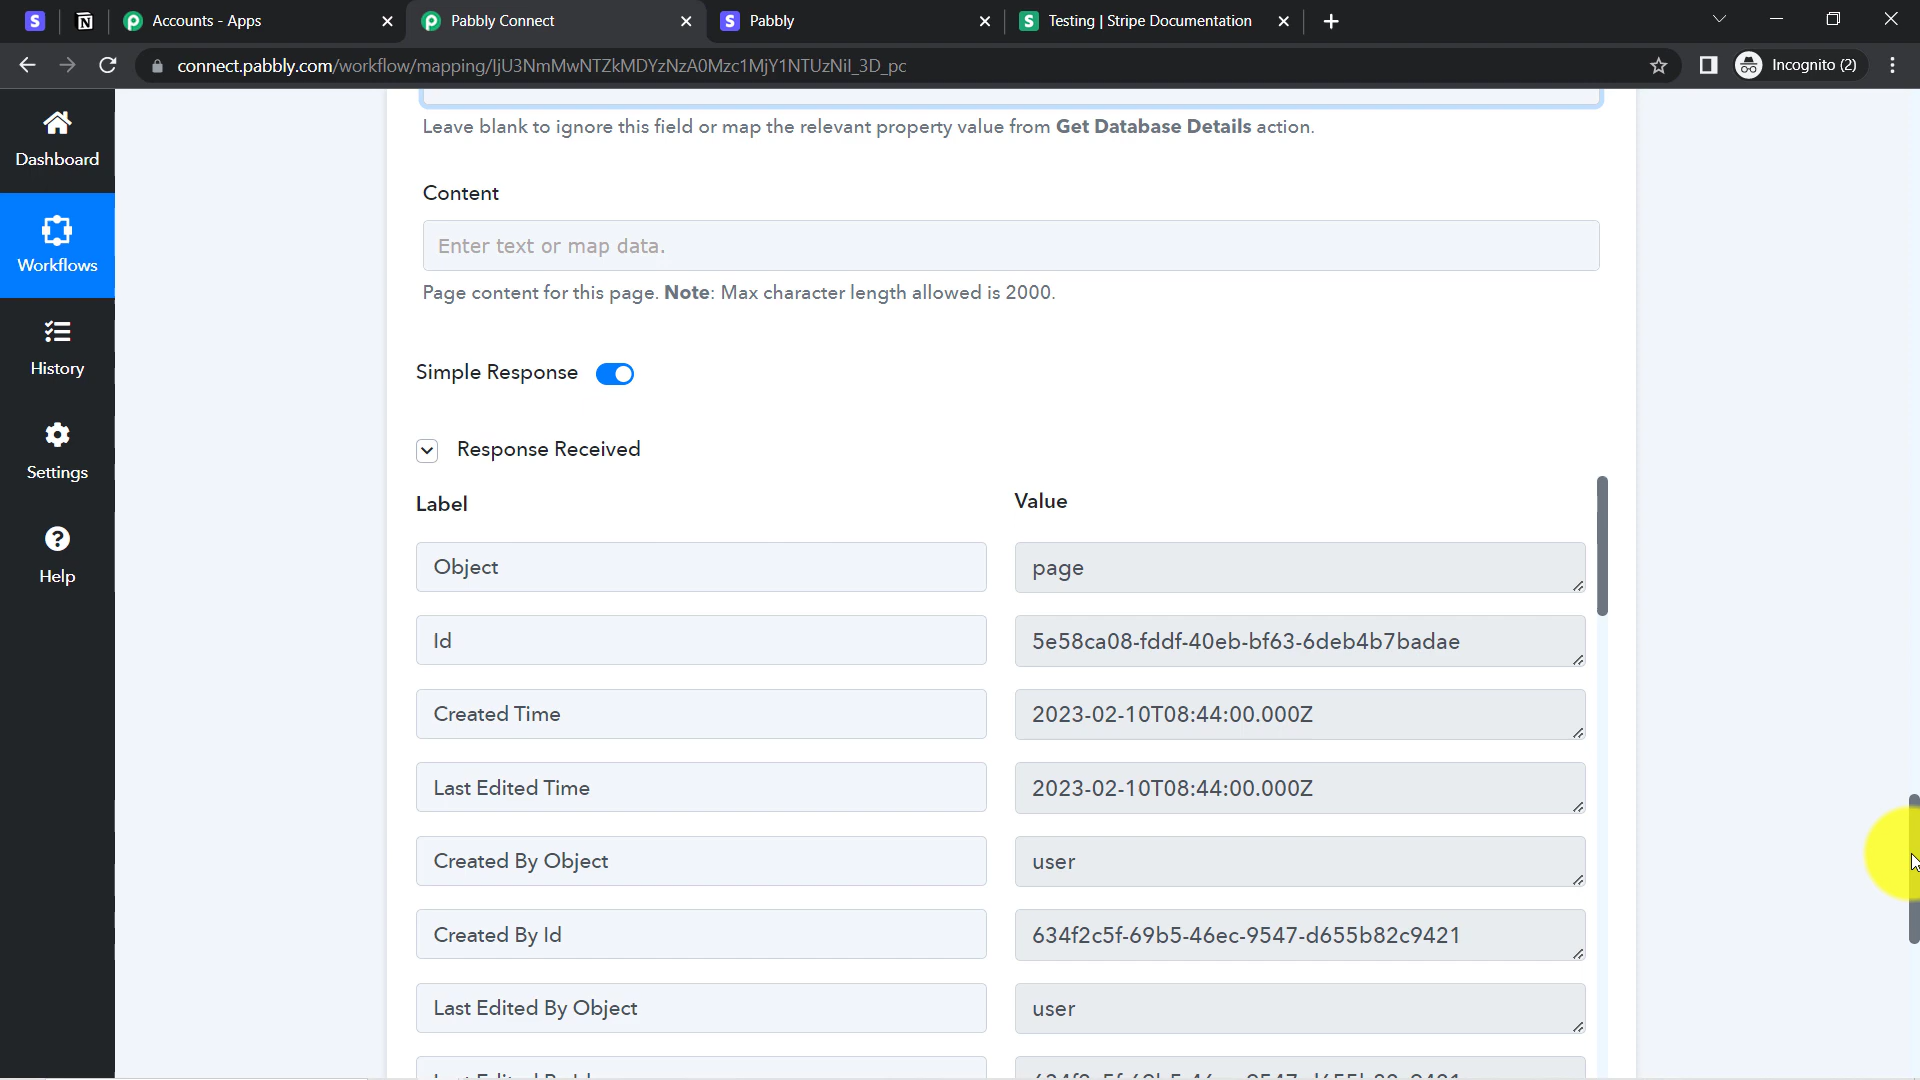 Accounts - Apps
Pabbly Connect
Pabbly
Testing | Stripe Documentation
connect.pabbly.com/workflow/mapping/IjU3NmMwNTZkMDYzNzA0Mzc1MjY1NTUzNiI_3D_pc
Incognito (2)
Dashboard
Workflows
History
Settings
Help
Leave blank to ignore this field or map the relevant property value from Get Database Details action.
Content
Enter text or map data.
Page content for this page. Note: Max character length allowed is 2000.
Simple Response
Response Received
Label Value
Object page
Id 5e58ca08-fddf-40eb-bf63-6deb4b7badae
Created Time 2023-02-10T08:44:00.000Z
Last Edited Time 2023-02-10T08:44:00.000Z
Created By Object user
Created By Id 634f2c5f-69b5-46ec-9547-d655b82c9421
Last Edited By Object user